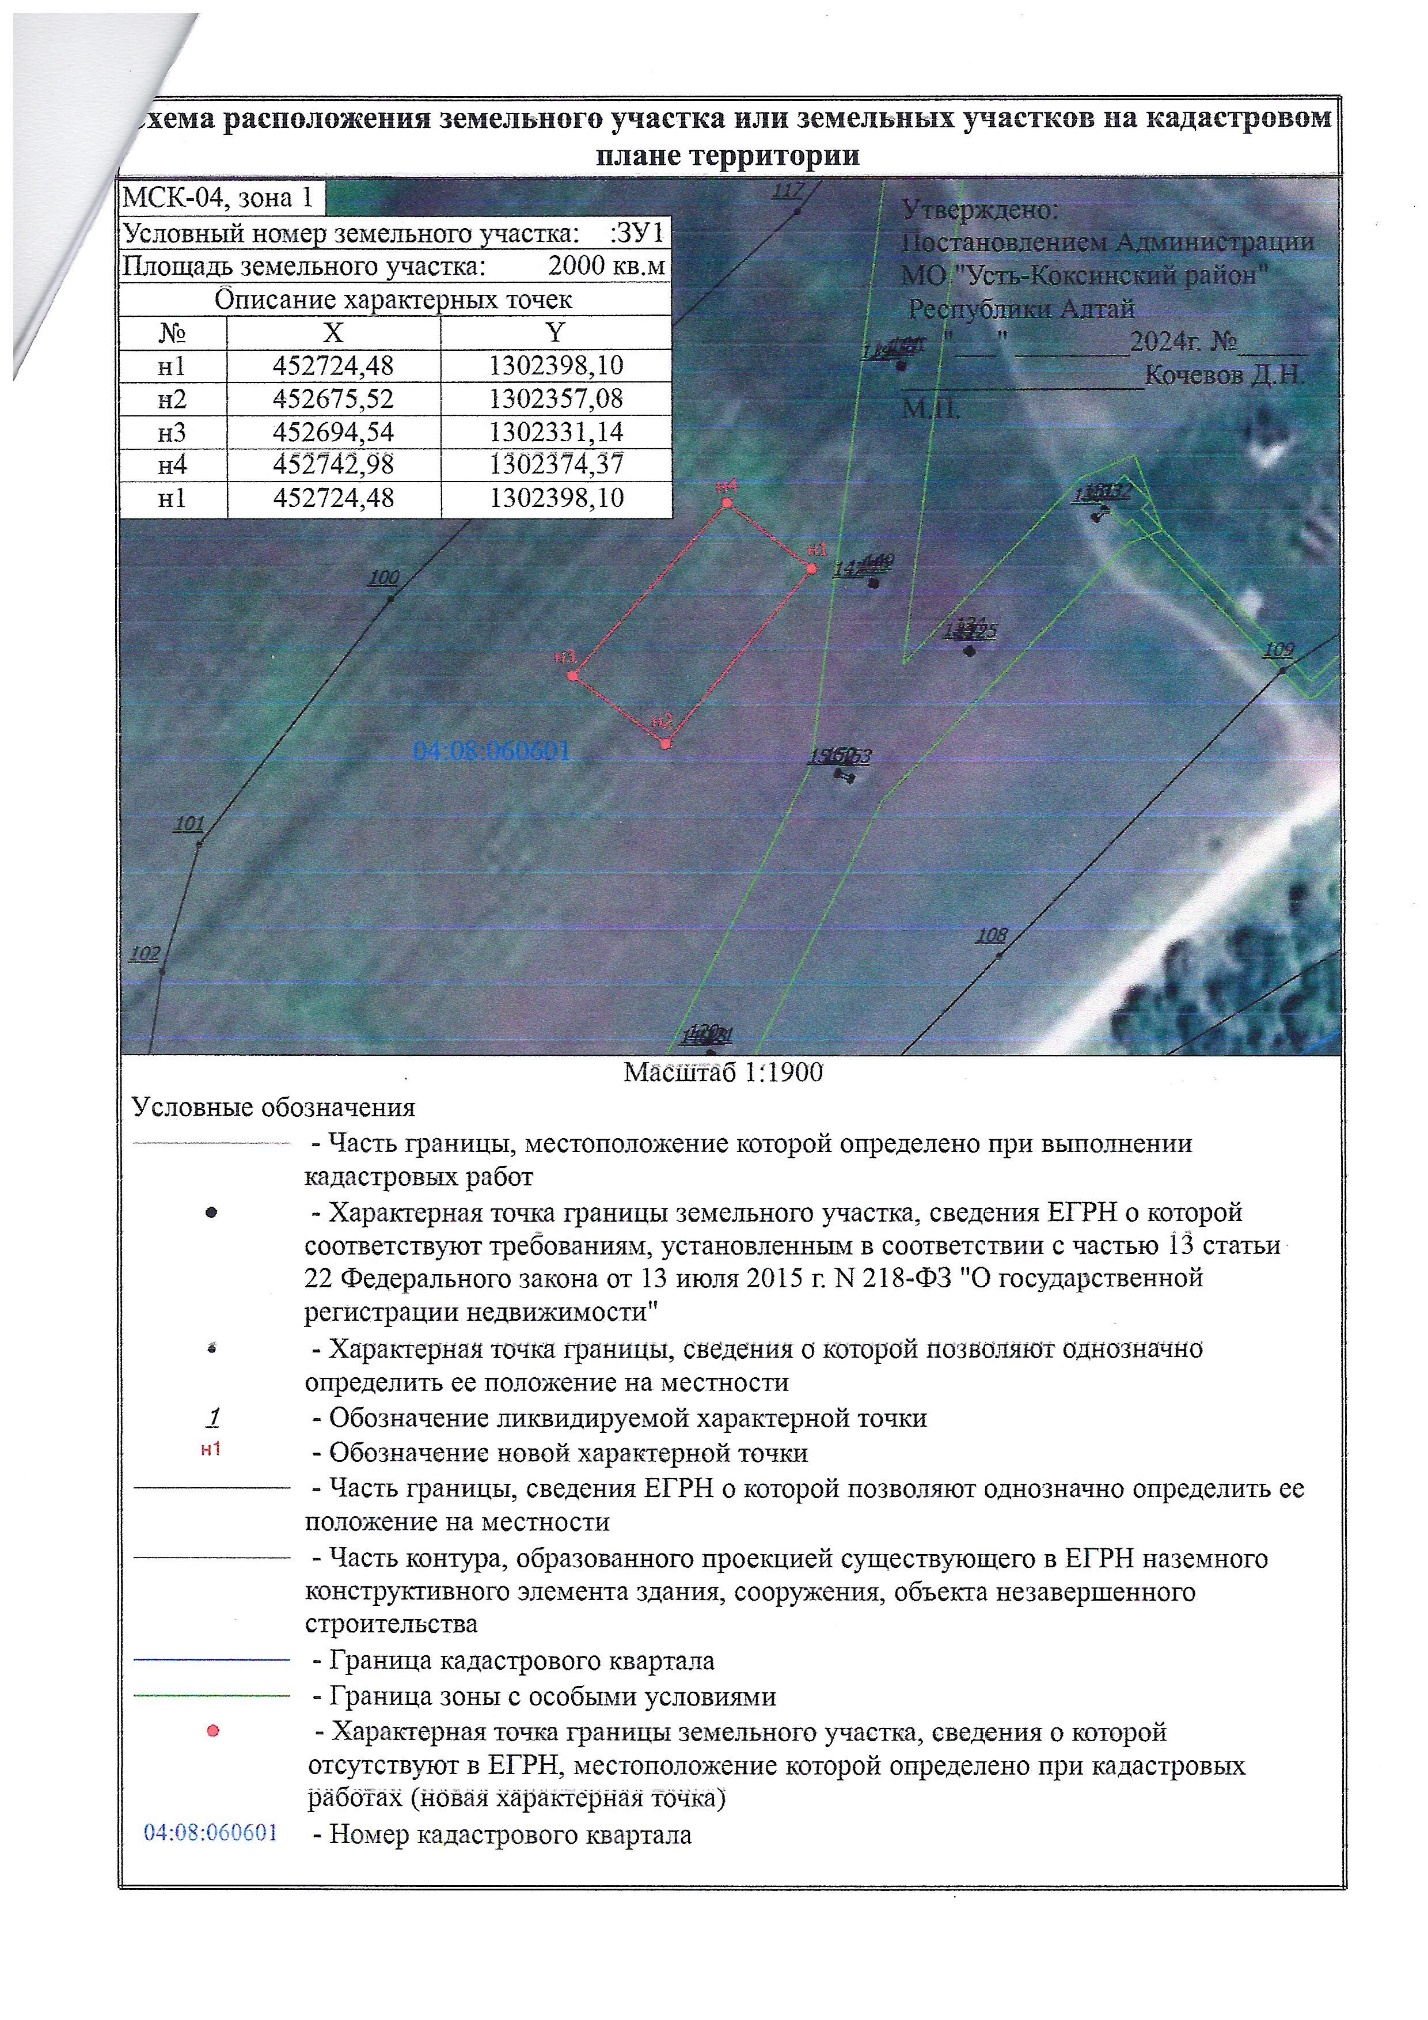 схема расположения земельного участка или земельных участков на кадастровом
плане территории
МСК-04, зона 1
Условный номер земельного участка: :ЗУ1
Площадь земельного участка: 2000 кв.м
Описание характерных точек
№ X Y
н1 452724,48 1302398,10
н2 452675,52 1302357,08
н3 452694,54 1302331,14
н4 452742,98 1302374,37
н1 452724,48 1302398,10
Утверждено:
Постановлением Администрации
МО "Усть-Коксинский район"
Республики Алтай
"___" ________2024г. №_____
_________________Кочевов Д.Н.
М.П.
117
н4
н1
100
н3
109
н2
04:08:060601
101
108
102
Масштаб 1:1900
Условные обозначения
- Часть границы, местоположение которой определено при выполнении
кадастровых работ
- Характерная точка границы земельного участка, сведения ЕГРН о которой
соответствуют требованиям, установленным в соответствии с частью 13 статьи
22 Федерального закона от 13 июля 2015 г. N 218-ФЗ "О государственной
регистрации недвижимости"
- Характерная точка границы, сведения о которой позволяют однозначно
определить ее положение на местности
1 - Обозначение ликвидируемой характерной точки
н1 - Обозначение новой характерной точки
- Часть границы, сведения ЕГРН о которой позволяют однозначно определить ее
положение на местности
- Часть контура, образованного проекцией существующего в ЕГРН наземного
конструктивного элемента здания, сооружения, объекта незавершенного
строительства
- Граница кадастрового квартала
- Граница зоны с особыми условиями
- Характерная точка границы земельного участка, сведения о которой
отсутствуют в ЕГРН, местоположение которой определено при кадастровых
работах (новая характерная точка)
04:08:060601 - Номер кадастрового квартала